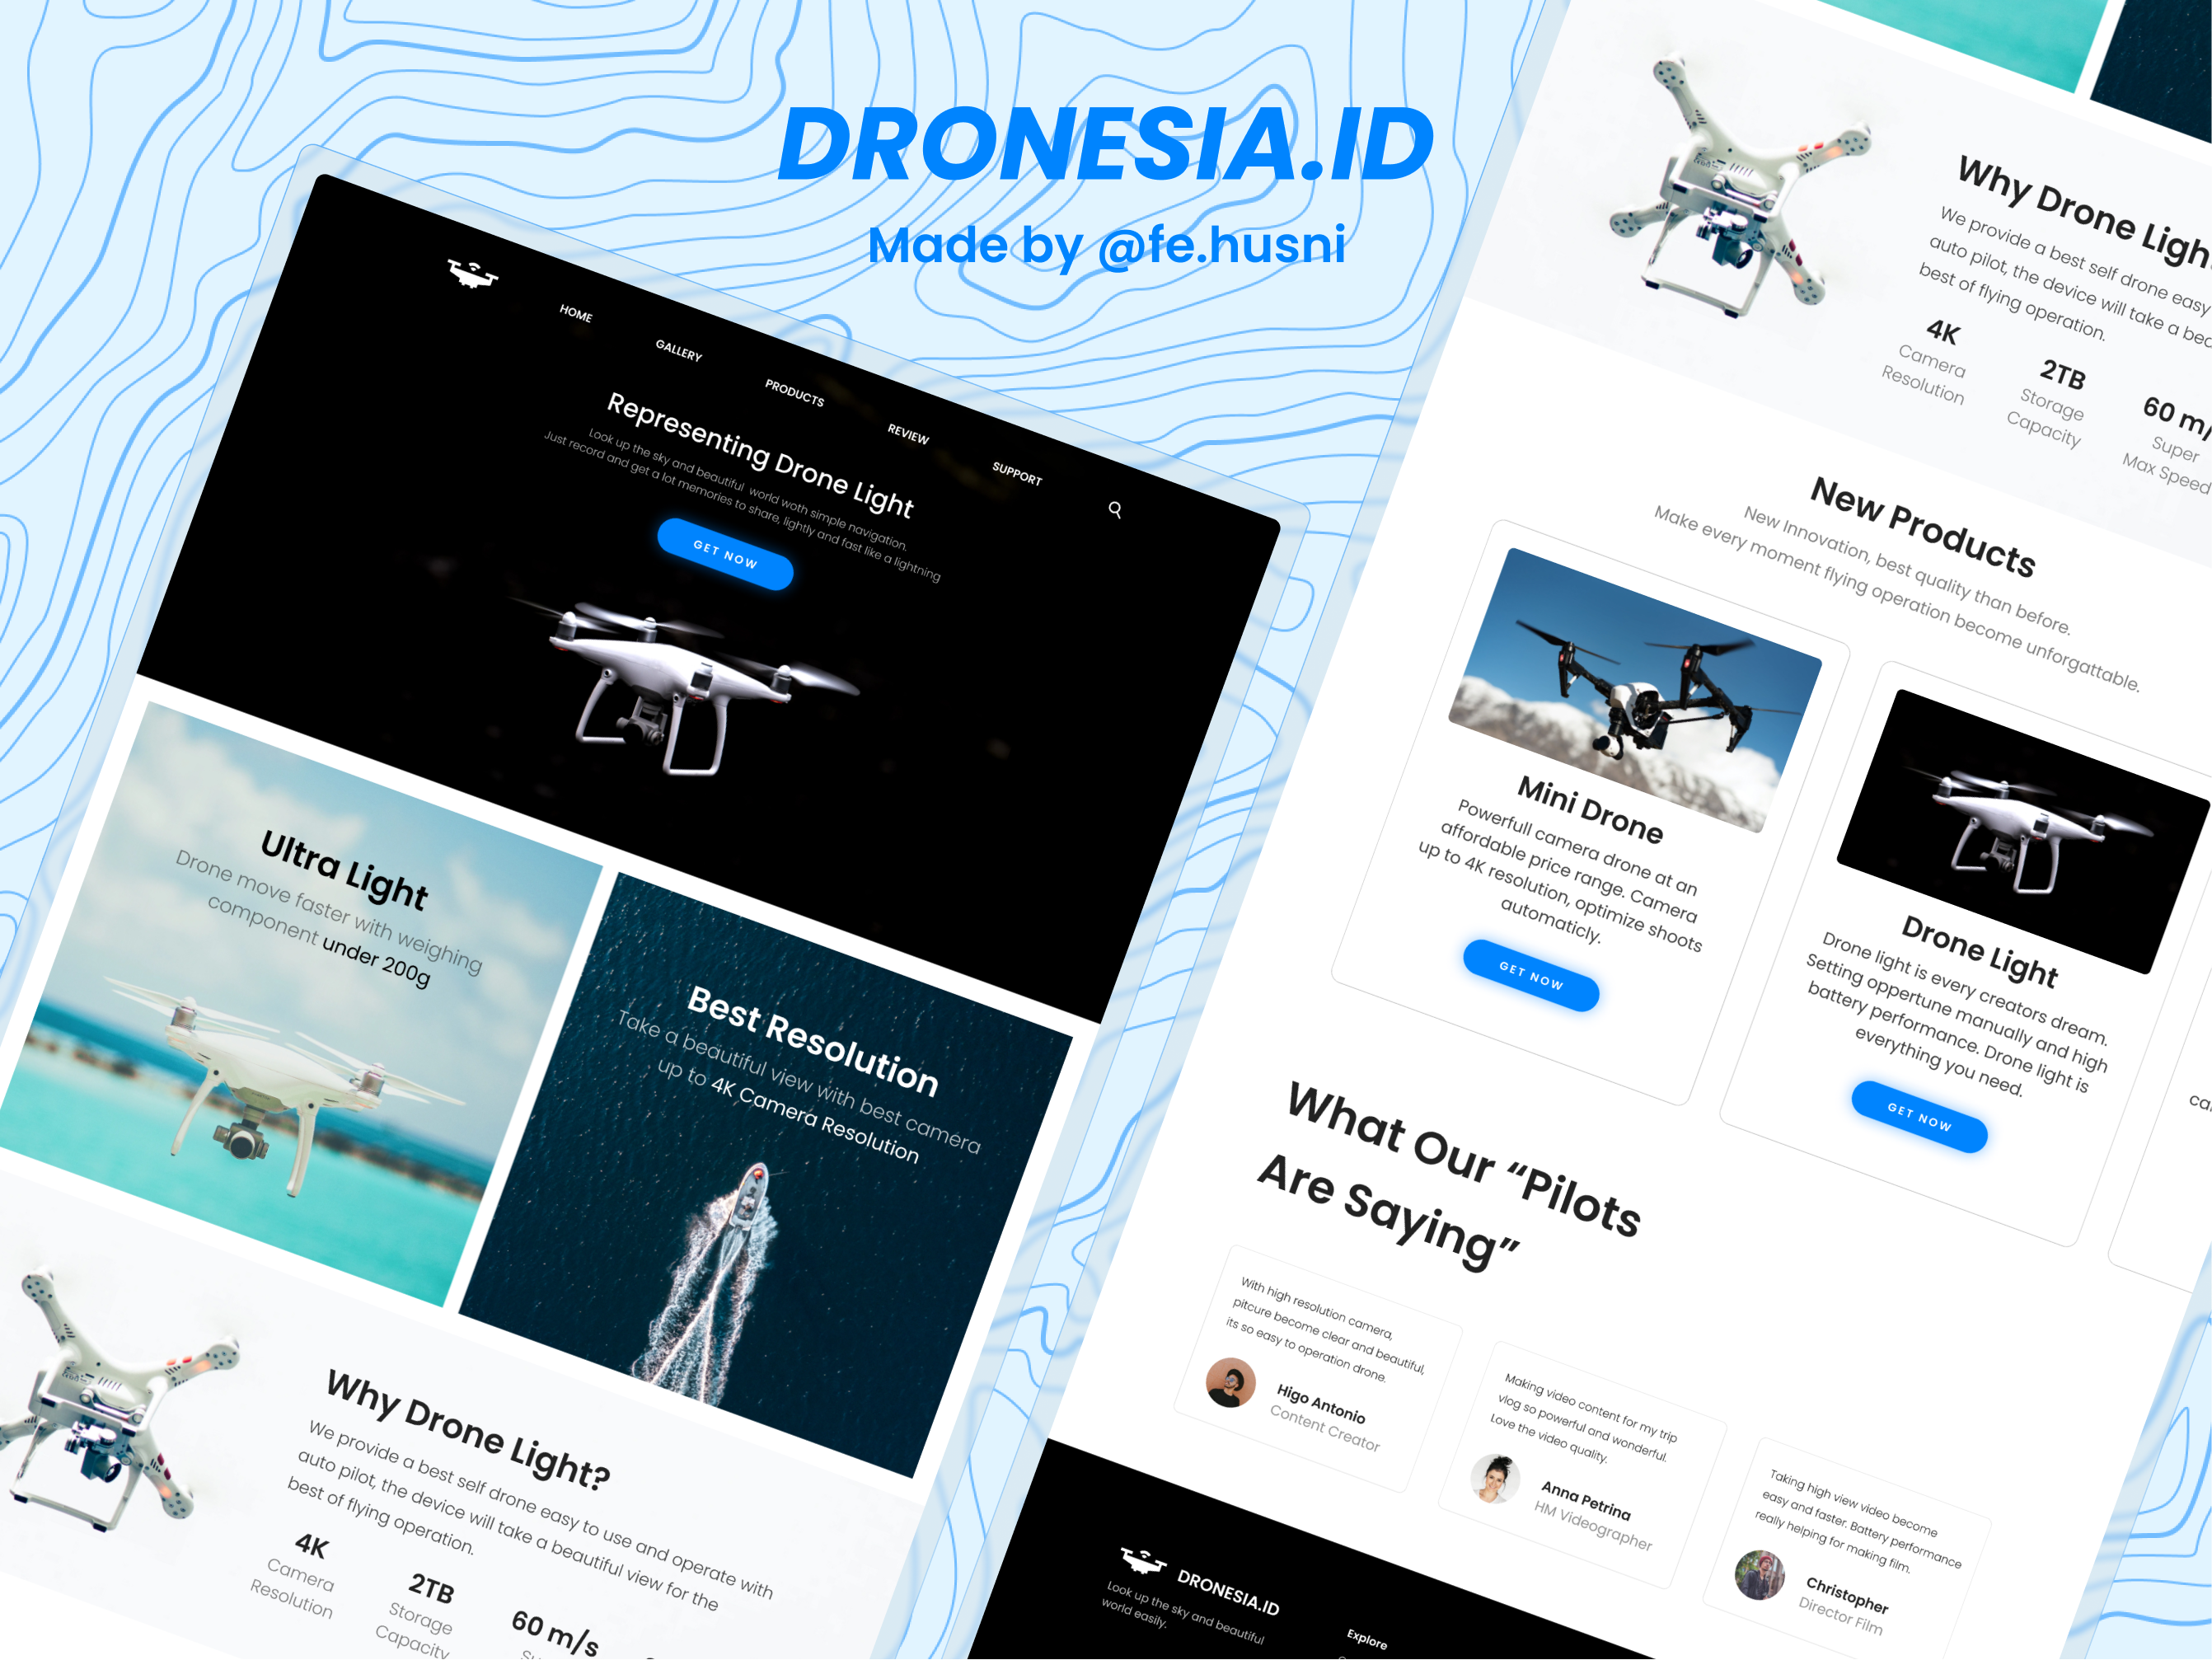 DRONESIA.ID
Made by @fe.husni
HOME
GALLERY
PRODUCTS
REVIEW
SUPPORT
Representing Drone Light
Look up the sky and beautiful world woth simple navigation.
Just record and get a lot memories to share, lightly and fast like a lightning
GET NOW
Ultra Light
Drone move faster with weighing
component under 200g
Best Resolution
Take a beautiful view with best camera
up to 4K Camera Resolution
Why Drone Light?
We provide a best self drone easy to use and operate with
auto pilot, the device will take a beautiful view for the
best of flying operation.
4K
Camera
Resolution
2TB
Storage
Capacity
60 m/s
Why Drone Light
We provide a best self drone easy
auto pilot, the device will take a
best of flying operation.
4K
Camera
Resolution
2TB
Storage
Capacity
60 m/
Super
Max Speed
New Products
New Innovation, best quality than before.
Make every moment flying operation become unforgattable.
Mini Drone
Powerfull camera drone at an
affordable price range. Camera
up to 4K resolution, optimize shoots
automaticly.
GET NOW
Drone Light
Drone light is every creators dream.
Setting oppertune manually and high
battery performance. Drone light is
everything you need.
GET NOW
What Our “Pilots
Are Saying”
With high resolution camera,
pitcure become clear and beautiful,
its so easy to operation drone.
Higo Antonio
Content Creator
Making video content for my trip
vlog so powerful and wonderful.
Love the video quality.
Anna Petrina
HM Videographer
Taking high view video become
easy and faster. Battery performance
really helping for making film.
Christopher
Director Film
DRONESIA.ID
Look up the sky and beautiful
world easily.
Explore